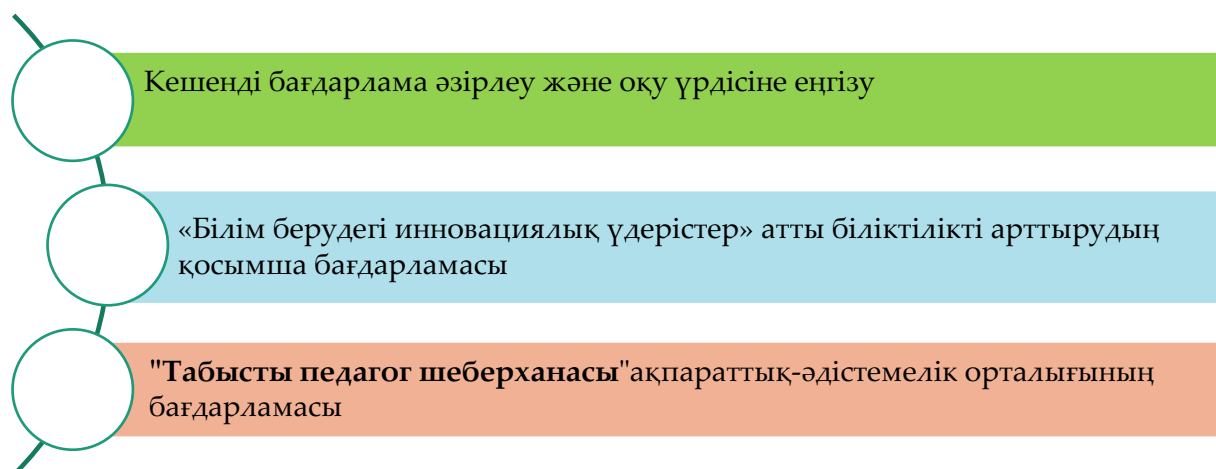 Кешенді бағдарлама әзірлеу және оқу үрдісіне еңгізу
«Білім берудегі инновациялық үдерістер» атты біліктілікті арттырудың
қосымша бағдарламасы
"Табысты педагог шеберханасы"ақпараттық-әдістемелік орталығының
бағдарламасы